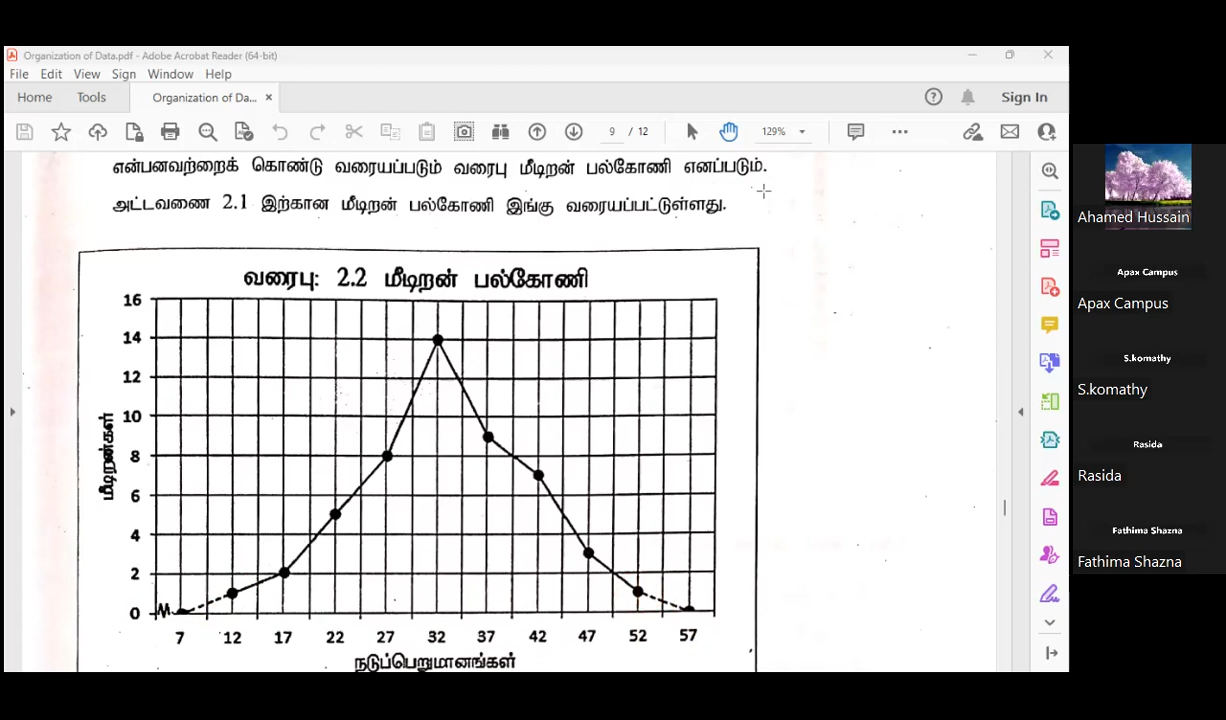 Organization of Data.pdf - Adobe Acrobat Reader (64-bit)
File Edit View Sign Window Help
Home Tools Organization of Da... × Sign In
9 / 12 129%
என்பனவற்றைக் கொண்டு வரையப்படும் வரைபு மீடிறன் பல்கோணி எனப்படும்.
அட்டவணை 2.1 இற்கான மீடிறன் பல்கோணி இங்கு வரையப்பட்டுள்ளது.
வரைபு: 2.2 மீடிறன் பல்கோணி
மீடிறன்கள்
16
14
12
10
8
6
4
2
0
7 12 17 22 27 32 37 42 47 52 57
நடுப்பெறுமானங்கள்
Ahamed Hussain
Apax Campus
Apax Campus
S.komathy
S.komathy
Rasida
Rasida
Fathima Shazna
Fathima Shazna